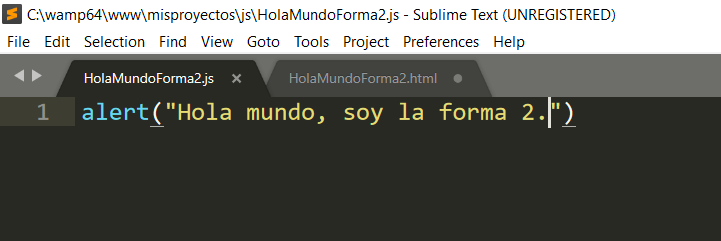 C:\wamp64\www\misproyectos\js\HolaMundoForma2.js - Sublime Text (UNREGISTERED)
File Edit Selection Find View Goto Tools Project Preferences Help
HolaMundoForma2.js HolaMundoForma2.html
1 alert("Hola mundo, soy la forma 2.")